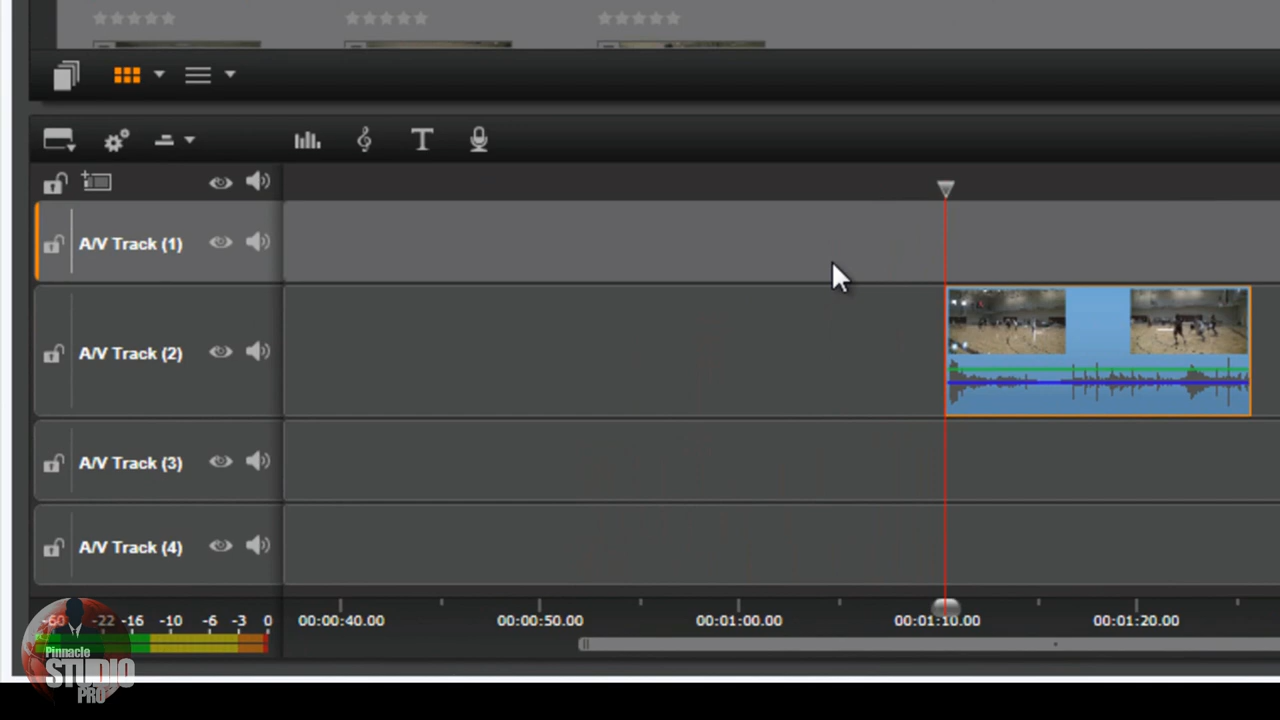 A/V Track (1)
A/V Track (2)
A/V Track (3)
A/V Track (4)
-60 -22 -16 -10 -6 -3 0
00:00:40.00 00:00:50.00 00:01:00.00 00:01:10.00 00:01:20.00
Pinnacle
STUDIO
PRO